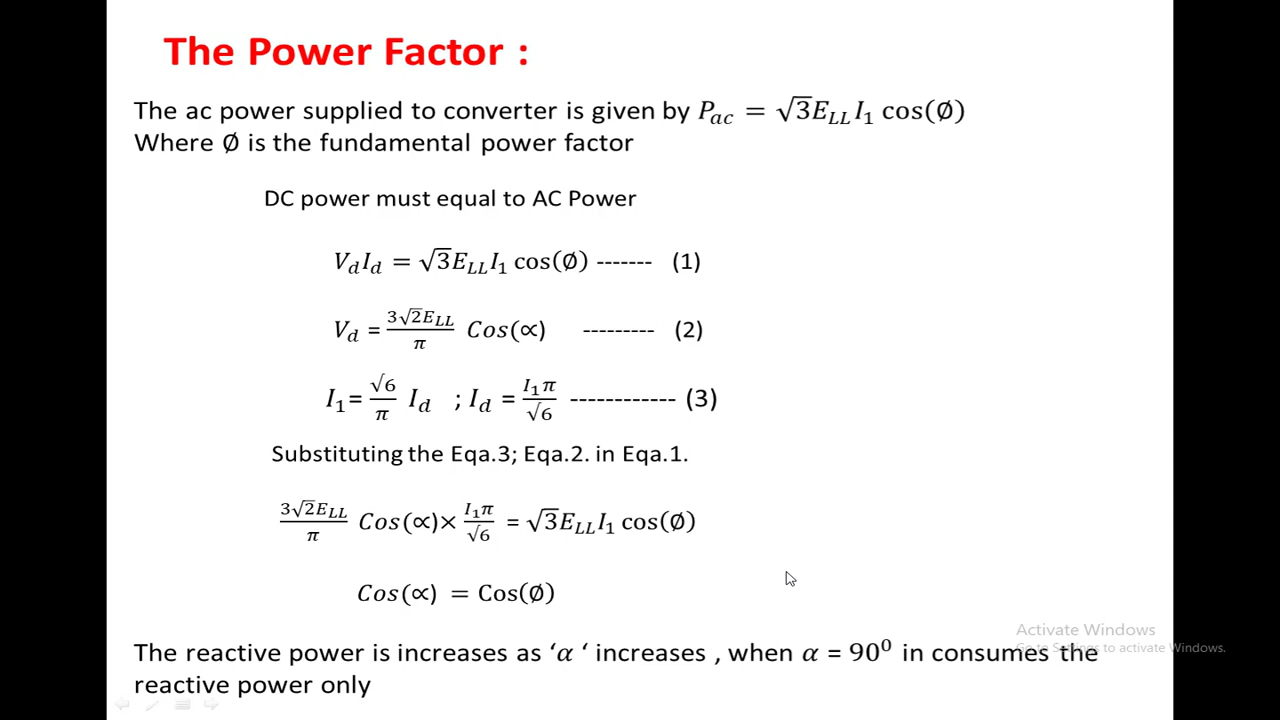 The Power Factor :
The ac power supplied to converter is given by P_ac = √3E_LL I_1 cos(Ø)
Where Ø is the fundamental power factor
DC power must equal to AC Power
V_d I_d = √3E_LL I_1 cos(Ø) ------- (1)
V_d = 3√2E_LL/π Cos(∝) --------- (2)
I_1= √6/π I_d ; I_d = I_1π/√6 ------------ (3)
Substituting the Eqa.3; Eqa.2. in Eqa.1.
3√2E_LL/π Cos(∝)× I_1π/√6 = √3E_LL I_1 cos(Ø)
Cos(∝) = Cos(Ø)
Activate Windows
Go to Settings to activate Windows.
The reactive power is increases as ‘α ‘ increases , when α = 90⁰ in consumes the
reactive power only